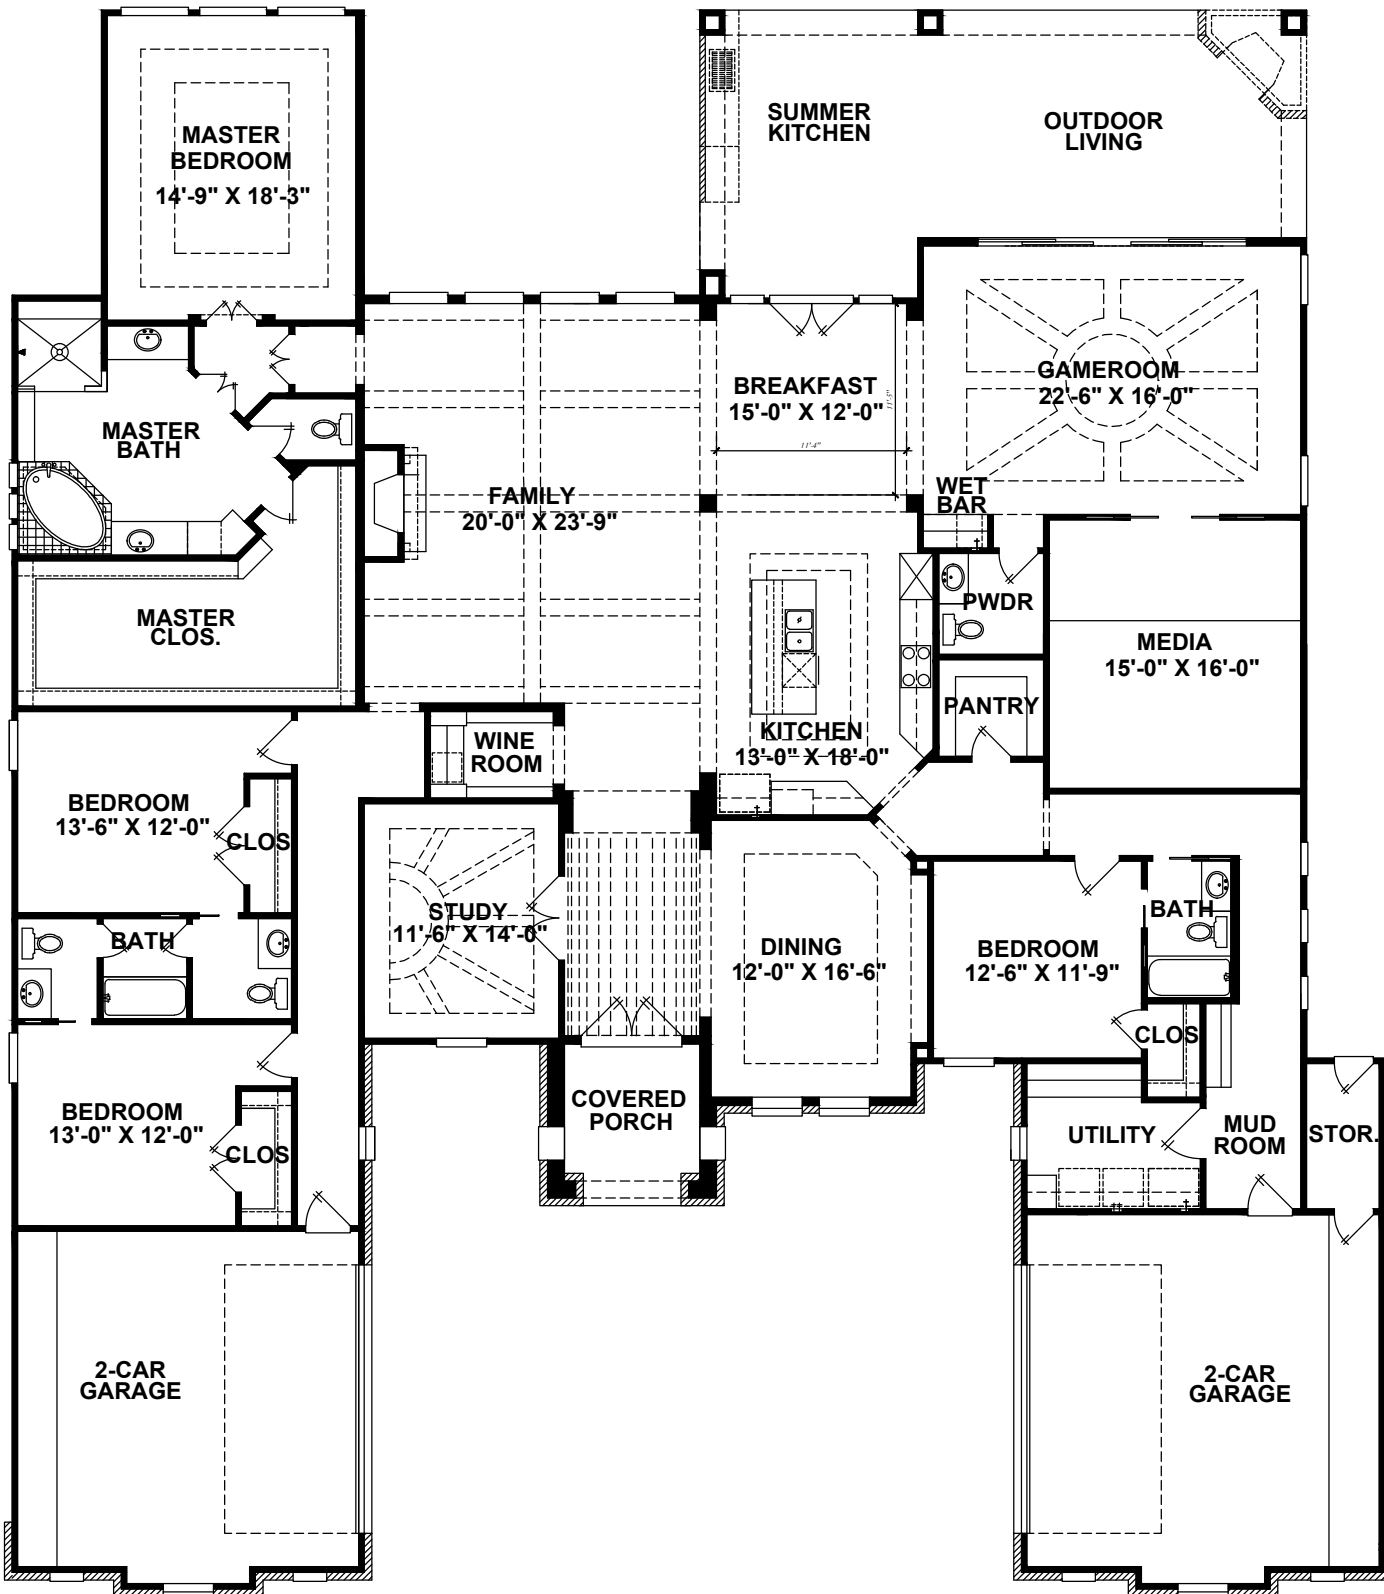 MASTER
BEDROOM
14'-9" X 18'-3"
SUMMER
KITCHEN
OUTDOOR
LIVING
MASTER
BATH
FAMILY
20'-0" X 23'-9"
BREAKFAST
15'-0" X 12'-0"
11'-5"
11'-4"
GAMEROOM
22'-6" X 16'-0"
WET
BAR
MASTER
CLOS.
PWDR
MEDIA
15'-0" X 16'-0"
PANTRY
KITCHEN
13'-0" X 18'-0"
WINE
ROOM
BEDROOM
13'-6" X 12'-0"
CLOS
STUDY
11'-6" X 14'-0"
DINING
12'-0" X 16'-6"
BEDROOM
12'-6" X 11'-9"
BATH
BATH
CLOS
BEDROOM
13'-0" X 12'-0"
CLOS
COVERED
PORCH
UTILITY
MUD
ROOM
STOR.
2-CAR
GARAGE
2-CAR
GARAGE